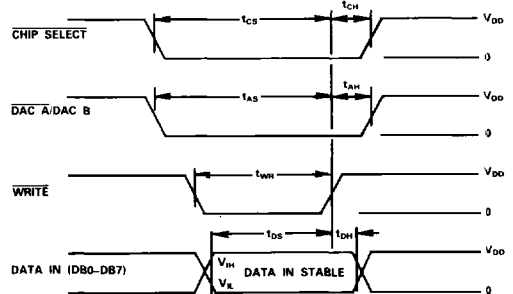 tCS
tCH
CHIP SELECT
VDD
0
tAS
tAH
DAC A/DAC B
VDD
0
tWR
WRITE
VDD
0
tDS
tDH
DATA IN (DB0–DB7)
VIH
DATA IN STABLE
VIL
VDD
0